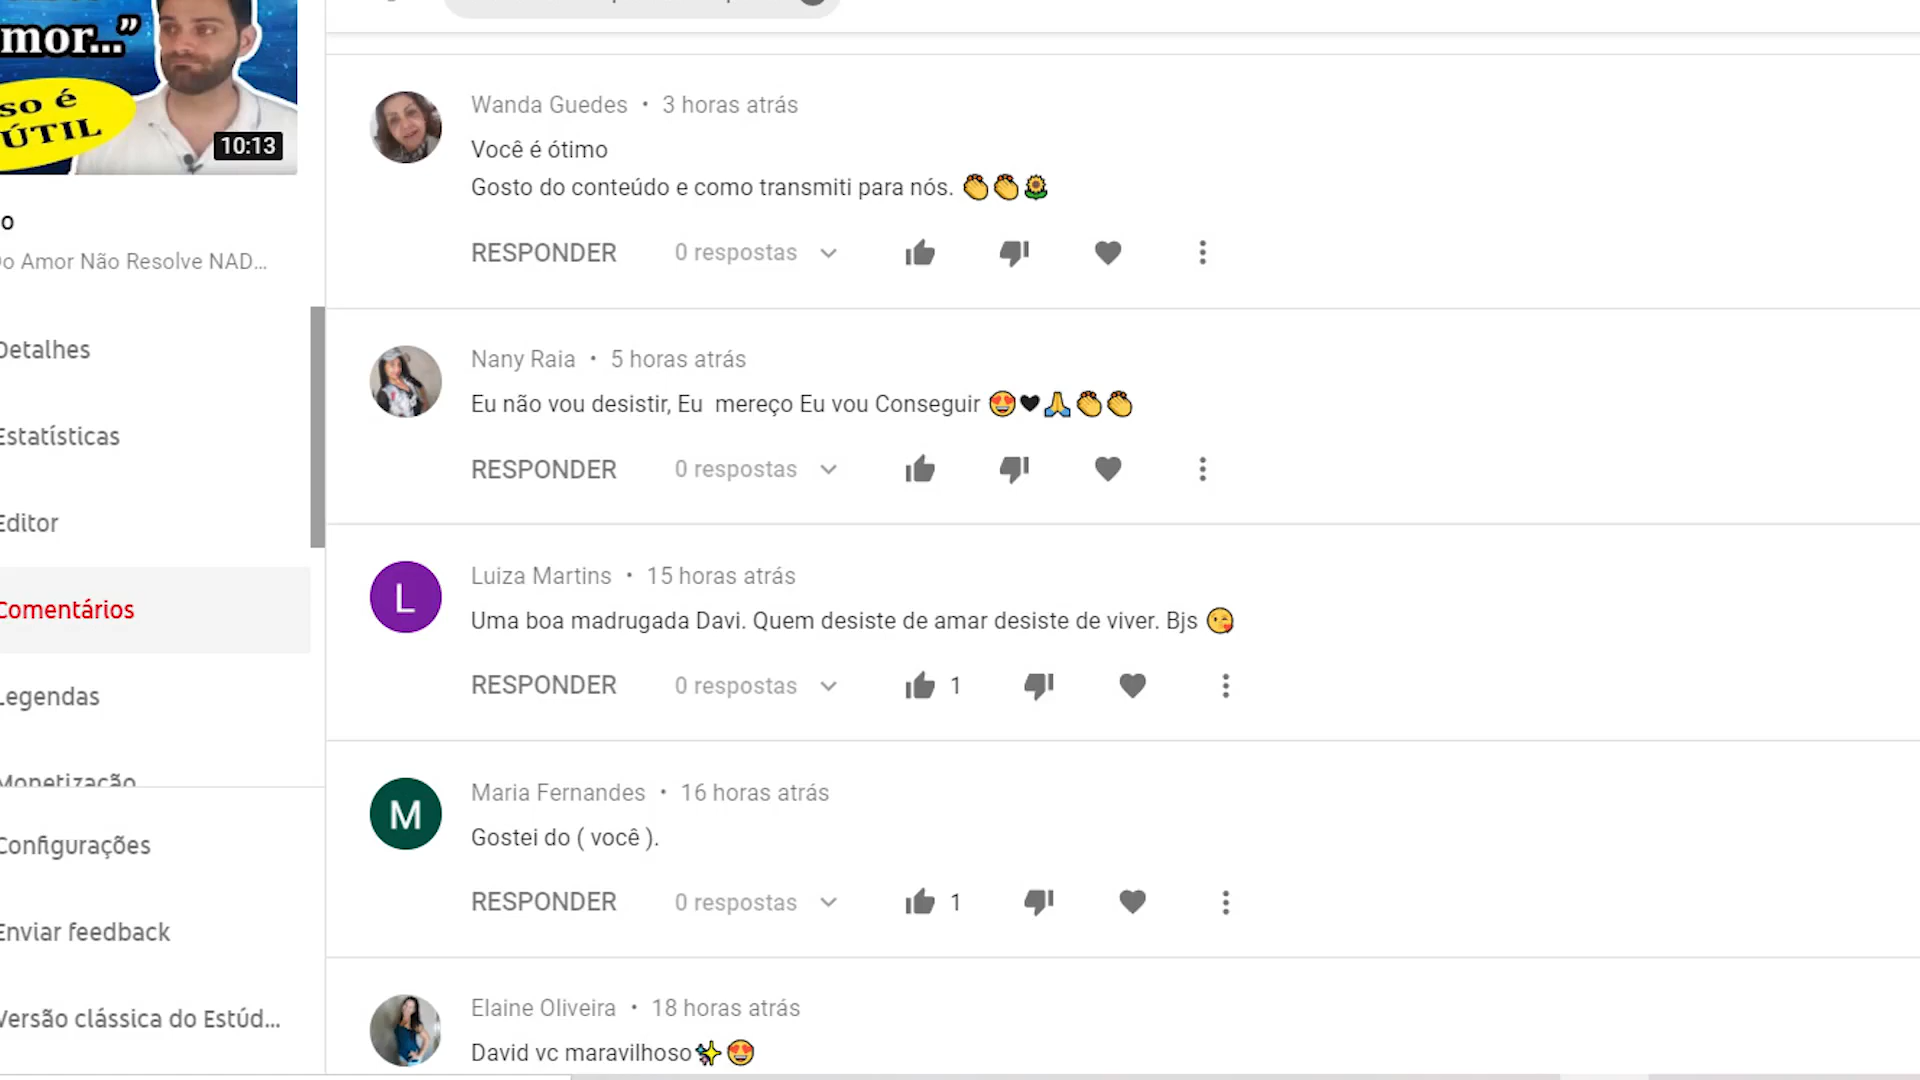 mor...”
so é
ÚTIL
10:13
o
o Amor Não Resolve NAD...
Detalhes
Estatísticas
Editor
Comentários
Legendas
Monetização
Configurações
Enviar feedback
Versão clássica do Estúd...
Wanda Guedes • 3 horas atrás
Você é ótimo
Gosto do conteúdo e como transmiti para nós. 👏👏🌻
RESPONDER 0 respostas
Nany Raia • 5 horas atrás
Eu não vou desistir, Eu mereço Eu vou Conseguir 😍🖤🙏👏👏
RESPONDER 0 respostas
Luiza Martins • 15 horas atrás
L
Uma boa madrugada Davi. Quem desiste de amar desiste de viver. Bjs 😘
RESPONDER 0 respostas 1
Maria Fernandes • 16 horas atrás
M
Gostei do ( você ).
RESPONDER 0 respostas 1
Elaine Oliveira • 18 horas atrás
David vc maravilhoso✨😍